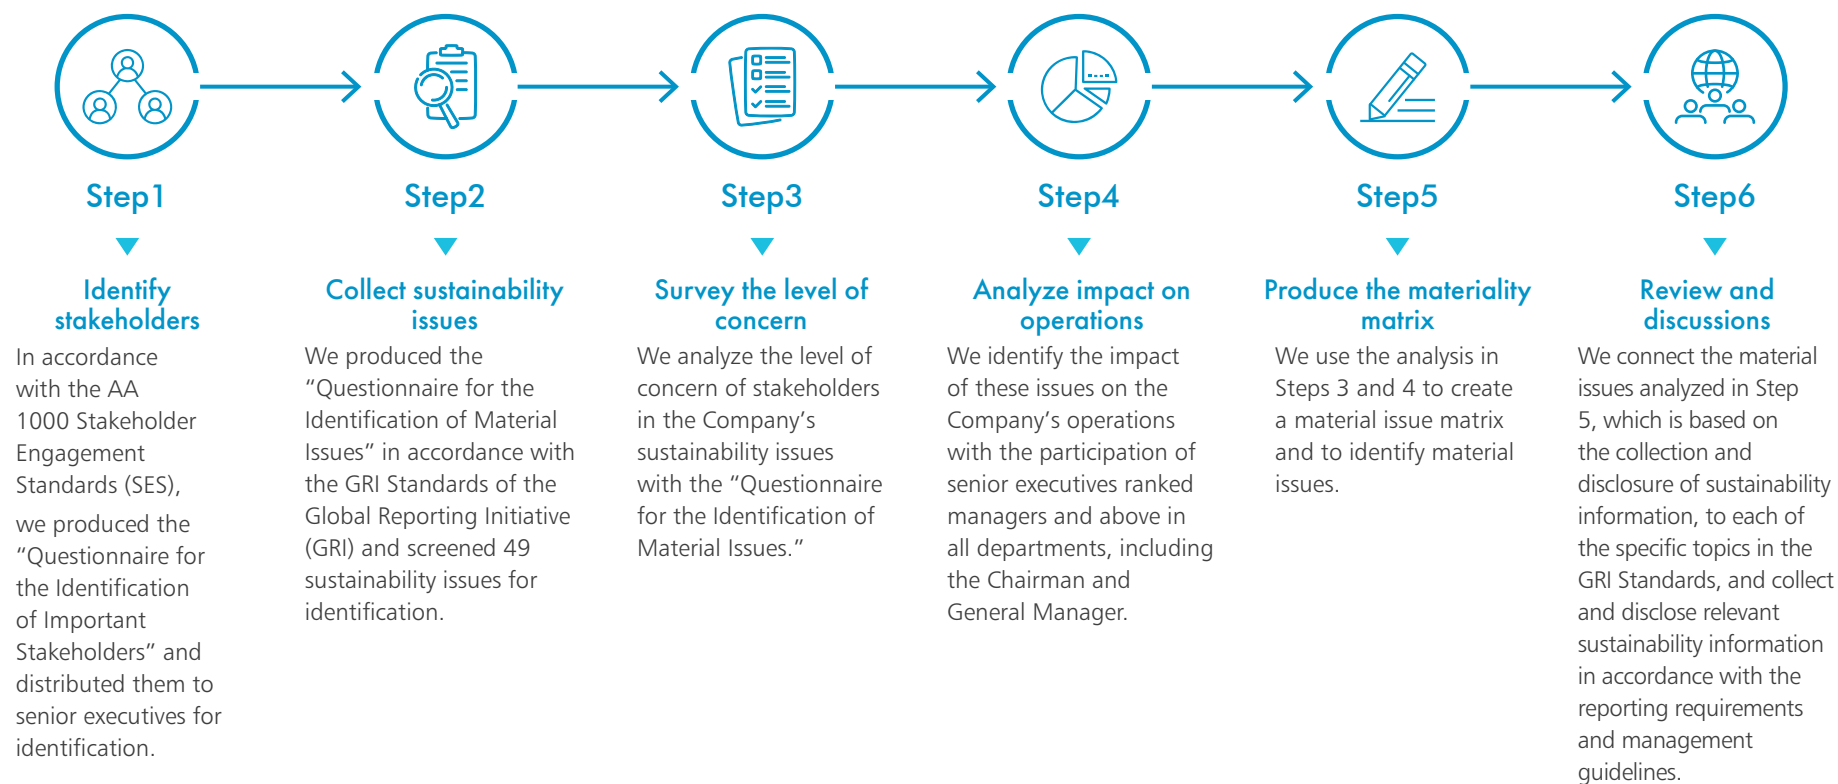 Step1
Identify
stakeholders
In accordance
with the AA
1000 Stakeholder
Engagement
Standards (SES),
we produced the
“Questionnaire for
the Identification
of Important
Stakeholders” and
distributed them to
senior executives for
identification.
Step2
Collect sustainability
issues
We produced the
“Questionnaire for the
Identification of Material
Issues” in accordance with
the GRI Standards of the
Global Reporting Initiative
(GRI) and screened 49
sustainability issues for
identification.
Step3
Survey the level of
concern
We analyze the level of
concern of stakeholders
in the Company’s
sustainability issues
with the “Questionnaire
for the Identification of
Material Issues.”
Step4
Analyze impact on
operations
We identify the impact
of these issues on the
Company’s operations
with the participation of
senior executives ranked
managers and above in
all departments, including
the Chairman and
General Manager.
Step5
Produce the materiality
matrix
We use the analysis in
Steps 3 and 4 to create
a material issue matrix
and to identify material
issues.
Step6
Review and
discussions
We connect the material
issues analyzed in Step
5, which is based on
the collection and
disclosure of sustainability
information, to each of
the specific topics in the
GRI Standards, and collect
and disclose relevant
sustainability information
in accordance with the
reporting requirements
and management
guidelines.